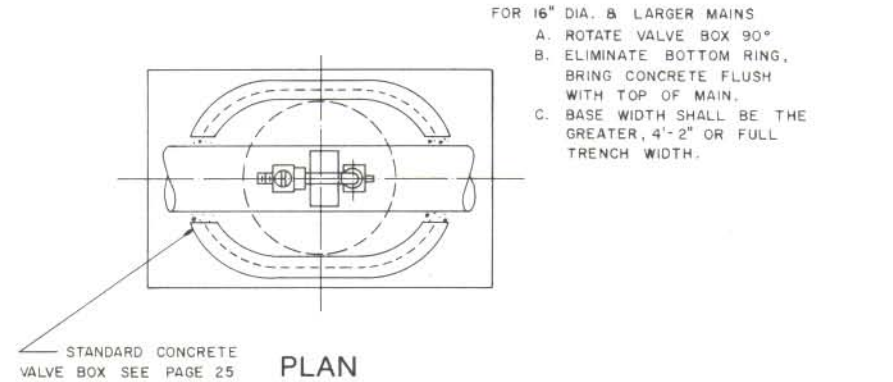 FOR 16" DIA. & LARGER MAINS
A. ROTATE VALVE BOX 90°
B. ELIMINATE BOTTOM RING,
BRING CONCRETE FLUSH
WITH TOP OF MAIN.
C. BASE WIDTH SHALL BE THE
GREATER, 4'-2" OR FULL
TRENCH WIDTH.
STANDARD CONCRETE
VALVE BOX SEE PAGE 25
PLAN